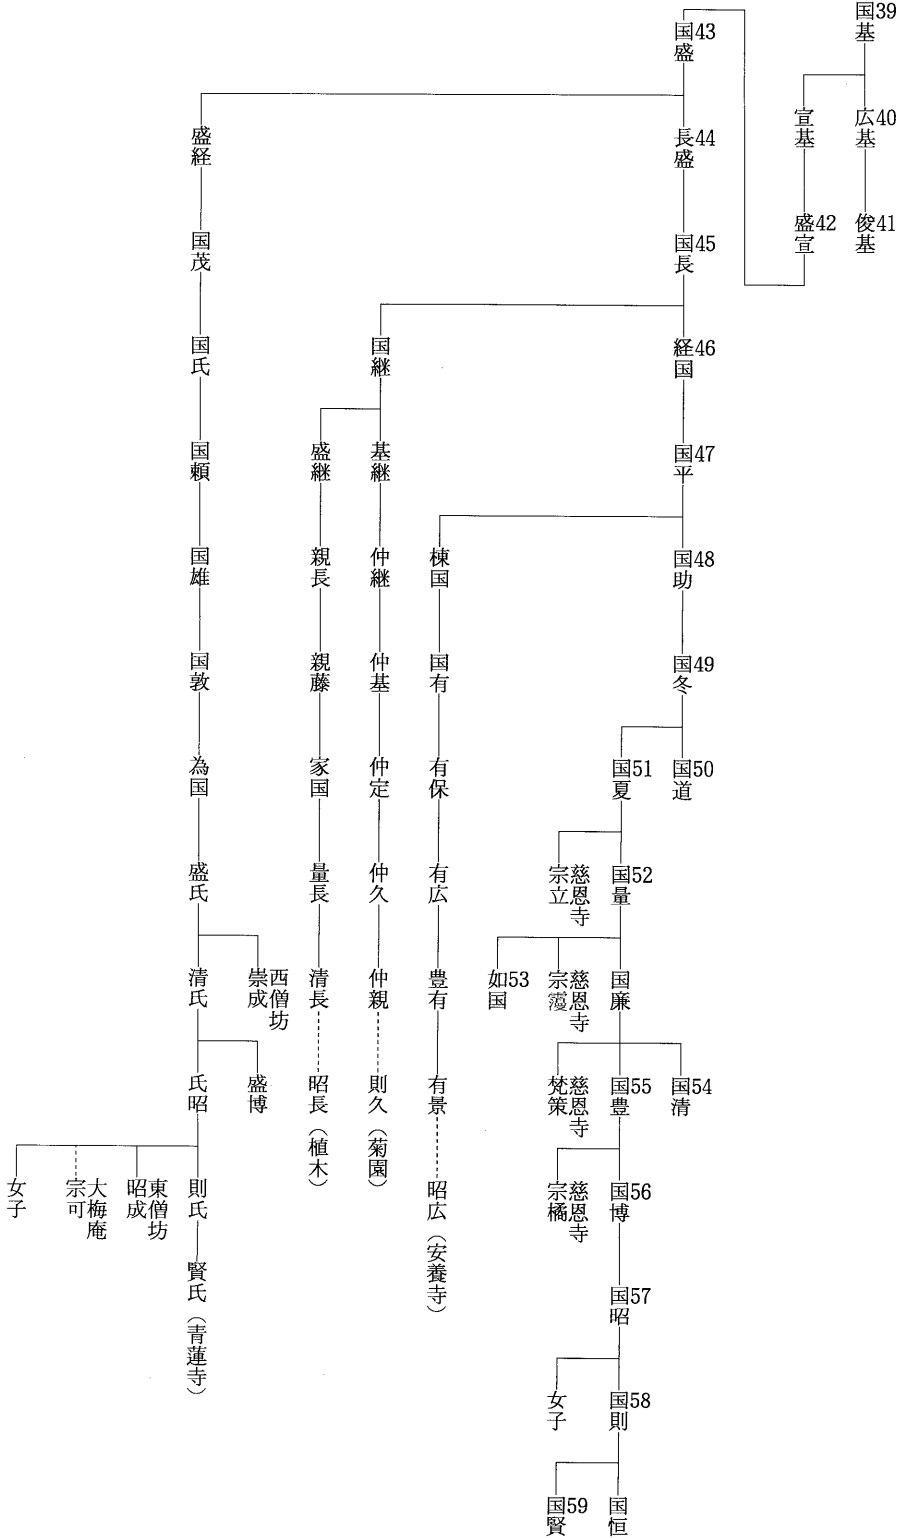 国39基
広40基
俊41基
宣基
盛42宣
国43盛
長44盛
国45長
経46国
国47平
国48助
国49冬
国50道
国51夏
国52量
慈恩寺
宗立
国廉
慈恩寺
如53国
国54清
国55豊
慈恩寺
梵策
国56博
慈恩寺
宗橘
国57昭
国58則
女子
国恒
国59賢
棟国
国有
有保
有広
豊有
有景
昭広（安養寺）
国継
基継
仲継
仲基
仲定
仲久
仲親
則久（菊園）
盛継
親長
親藤
家国
量長
清長
昭長（植木）
盛経
国茂
国氏
国頼
国雄
国敦
為国
盛氏
西僧坊
崇成
清氏
盛博
氏昭
則氏
賢氏（青蓮寺）
東僧坊
昭成
大梅庵
宗可
女子